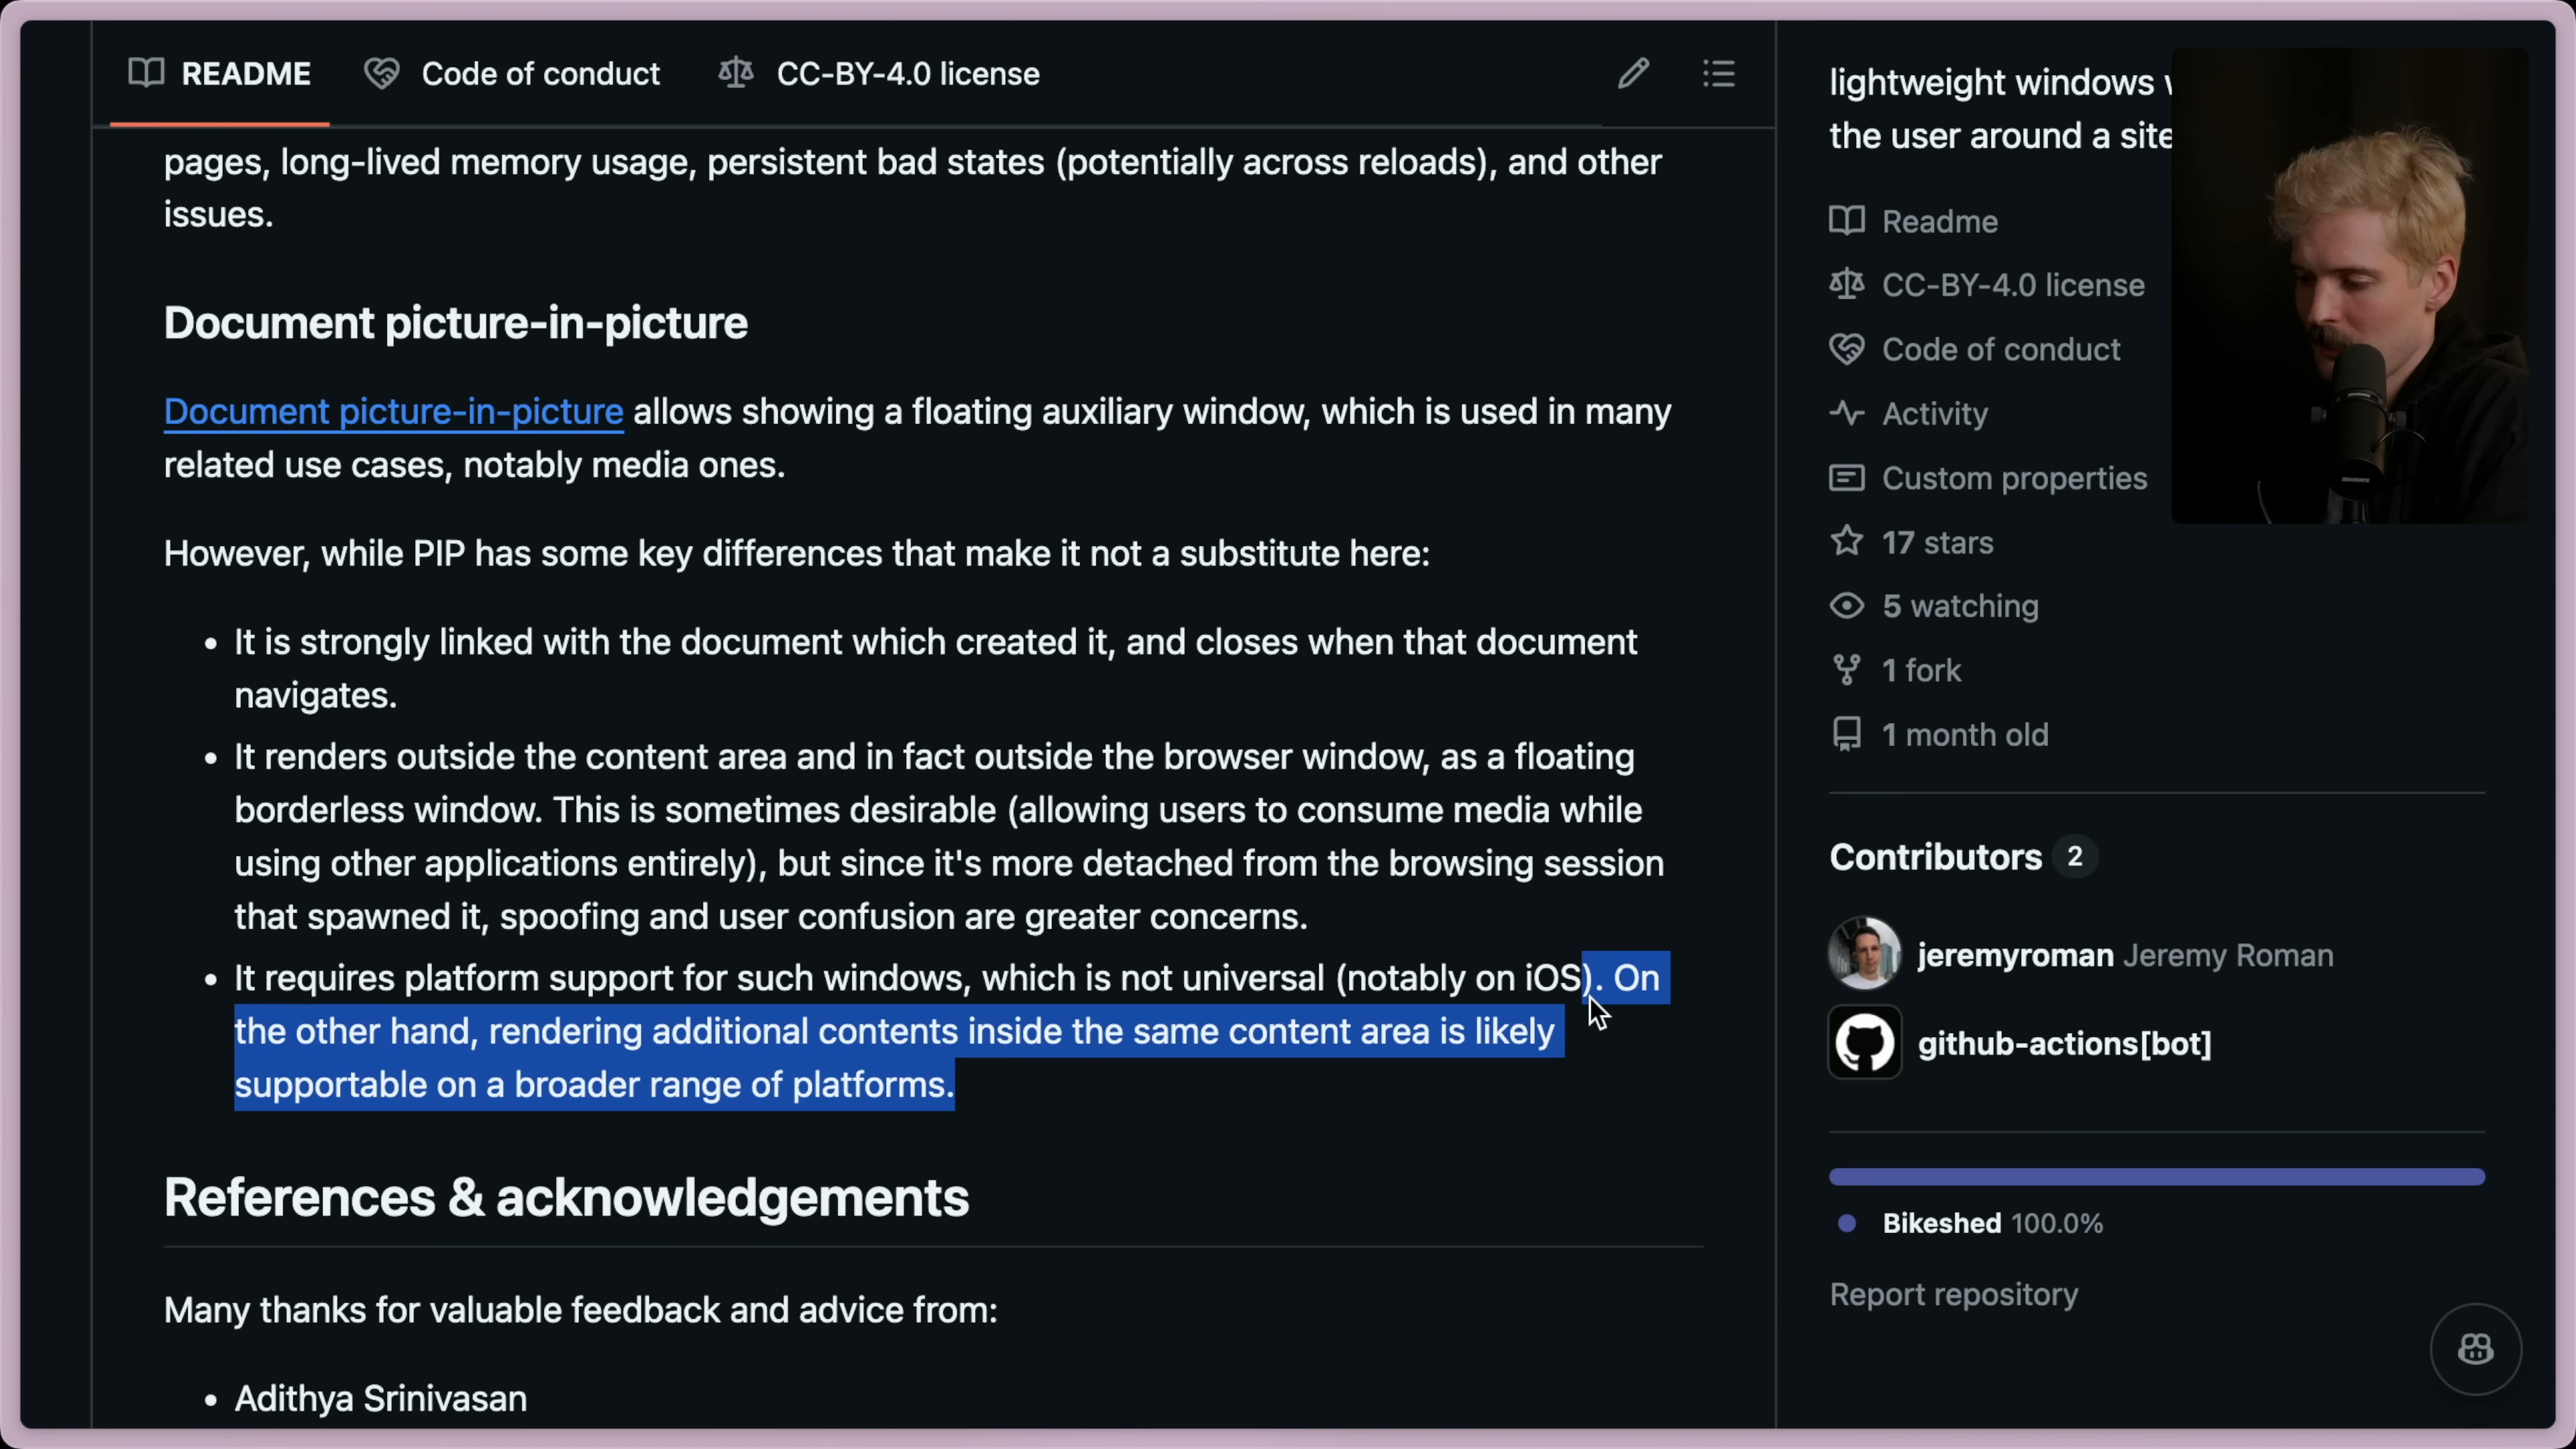 README
Code of conduct
CC-BY-4.0 license
pages, long-lived memory usage, persistent bad states (potentially across reloads), and other
issues.
Document picture-in-picture
Document picture-in-picture allows showing a floating auxiliary window, which is used in many
related use cases, notably media ones.
However, while PIP has some key differences that make it not a substitute here:
• It is strongly linked with the document which created it, and closes when that document
navigates.
• It renders outside the content area and in fact outside the browser window, as a floating
borderless window. This is sometimes desirable (allowing users to consume media while
using other applications entirely), but since it's more detached from the browsing session
that spawned it, spoofing and user confusion are greater concerns.
• It requires platform support for such windows, which is not universal (notably on iOS). On
the other hand, rendering additional contents inside the same content area is likely
supportable on a broader range of platforms.
References & acknowledgements
Many thanks for valuable feedback and advice from:
• Adithya Srinivasan
lightweight windows
the user around a site
Readme
CC-BY-4.0 license
Code of conduct
Activity
Custom properties
17 stars
5 watching
1 fork
1 month old
Contributors 2
jeremyroman Jeremy Roman
github-actions[bot]
Bikeshed 100.0%
Report repository